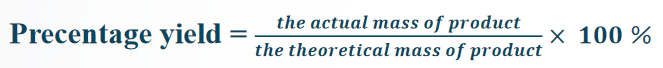 Precentage yield = the actual mass of product / the theoretical mass of product × 100 %